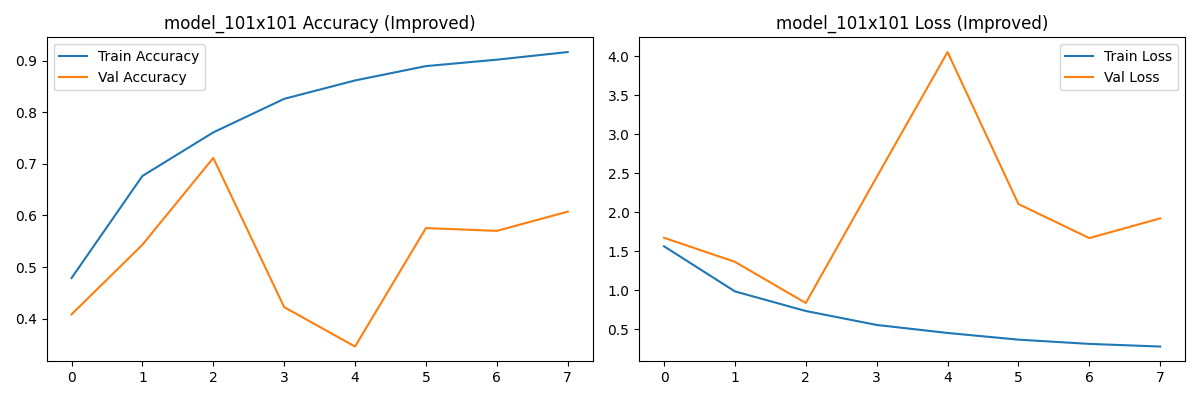 model_101x101 Accuracy (Improved)
Train Accuracy
Val Accuracy
0.9
0.8
0.7
0.6
0.5
0.4
0 1 2 3 4 5 6 7
model_101x101 Loss (Improved)
Train Loss
Val Loss
4.0
3.5
3.0
2.5
2.0
1.5
1.0
0.5
0 1 2 3 4 5 6 7